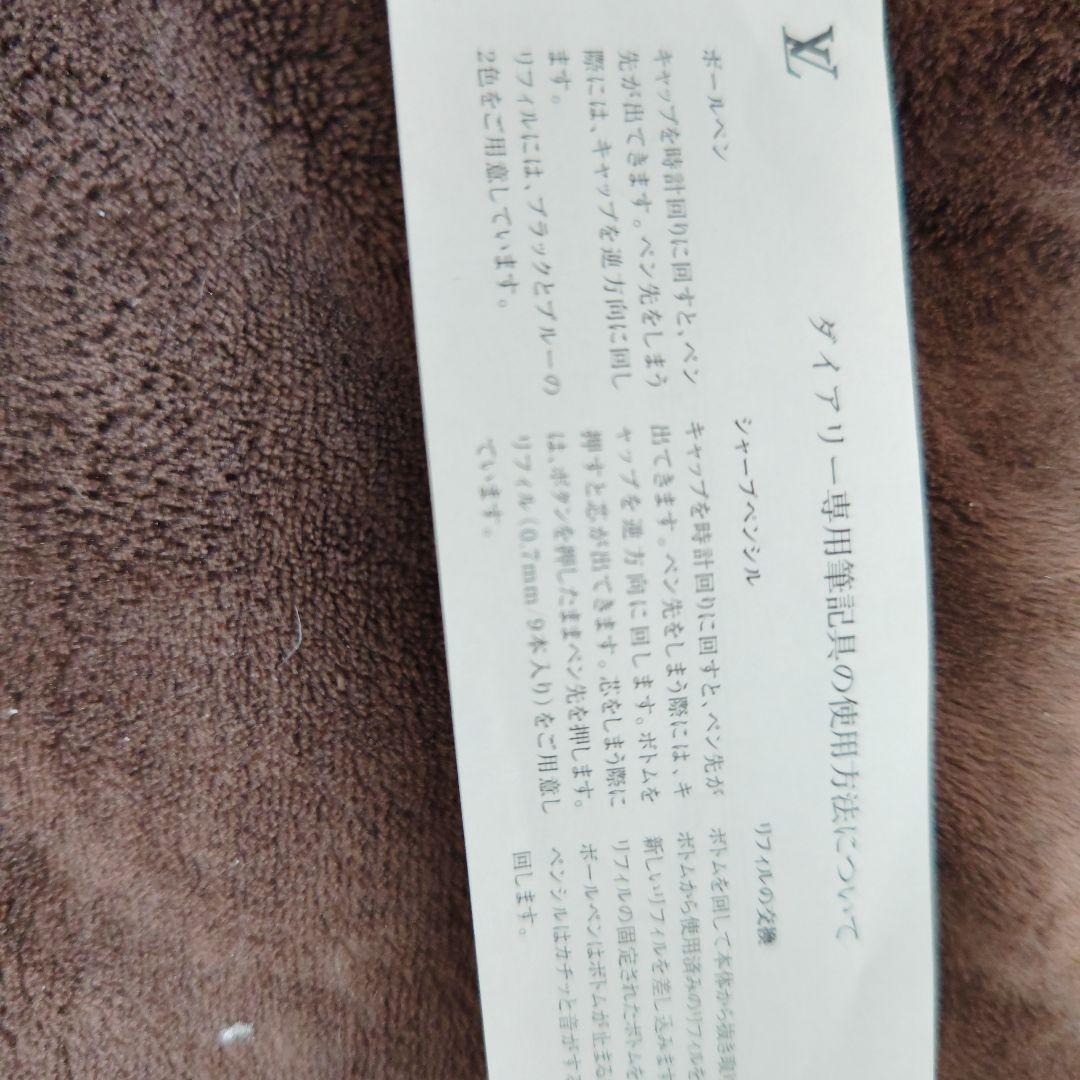 LV
ダイアリー専用筆記具の使用方法について
ボールペン
キャップを時計回りに回すと、ペン
先が出てきます。ペン先をしまう
際には、キャップを逆方向に回し
ます。
リフィルには、ブラックとブルーの
2色をご用意しています。
シャープペンシル
キャップを時計回りに回すと、ペン先が
出てきます。ペン先をしまう際には、キ
ャップを逆方向に回します。ボトムを
押すと芯が出てきます。芯をしまう際に
は、ボタンを押したままペン先を押します。
リフィル(0.7mm/9本入り)をご用意し
ています。
リフィルの交換
ボトムを回して本体から抜き取り
ボトムから使用済みのリフィルを
新しいリフィルを差し込みます
リフィルの固定されたボトムを
ボールペンはボトムが止まる
ペンシルはカチッと音がする
回します。